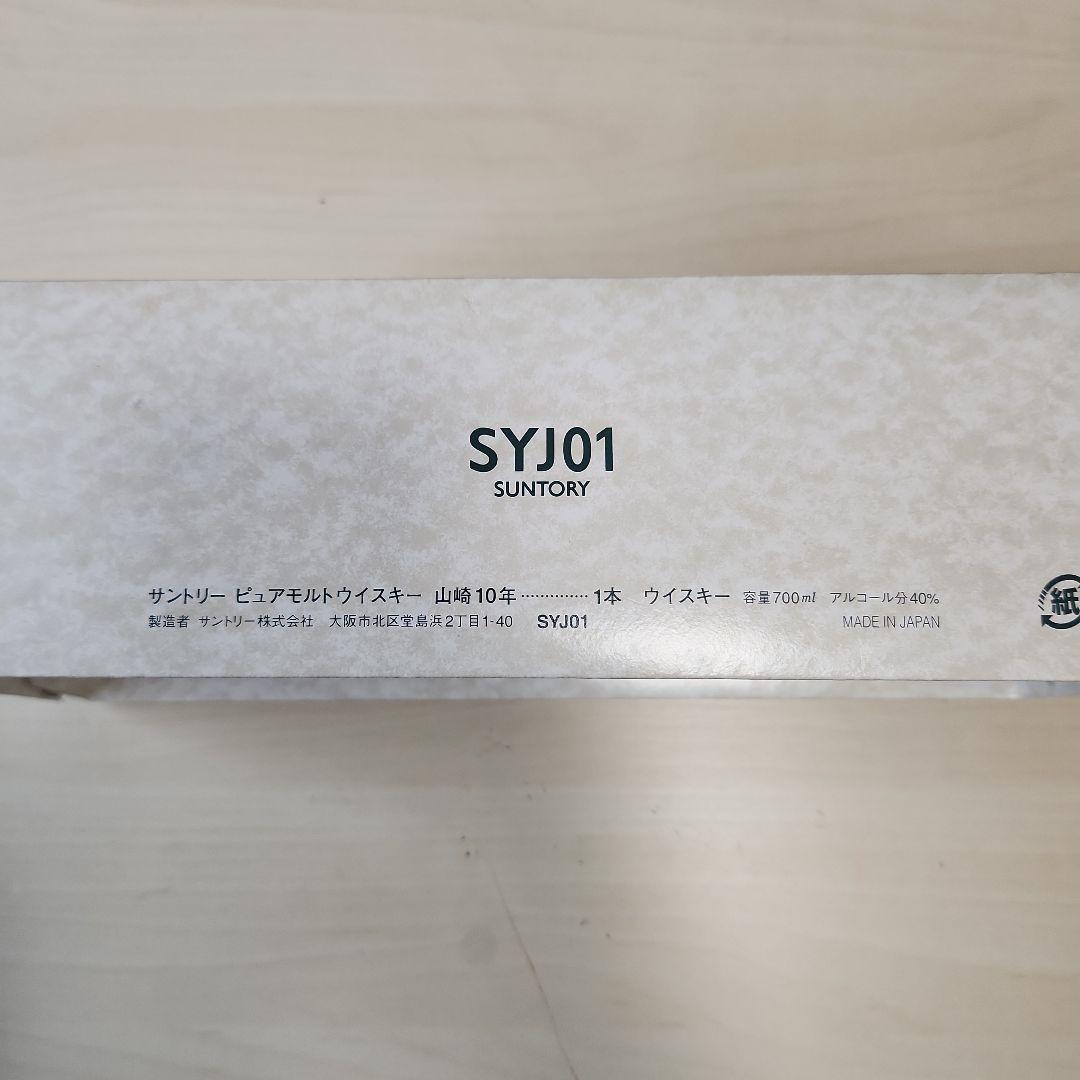 SYJ01
SUNTORY
サントリー ピュアモルトウイスキー 山崎10年⋯⋯⋯⋯1本 ウイスキー 容量700ml アルコール分40%
製造者 サントリー株式会社 大阪市北区堂島浜2丁目1-40 SYJ01 MADE IN JAPAN
紙